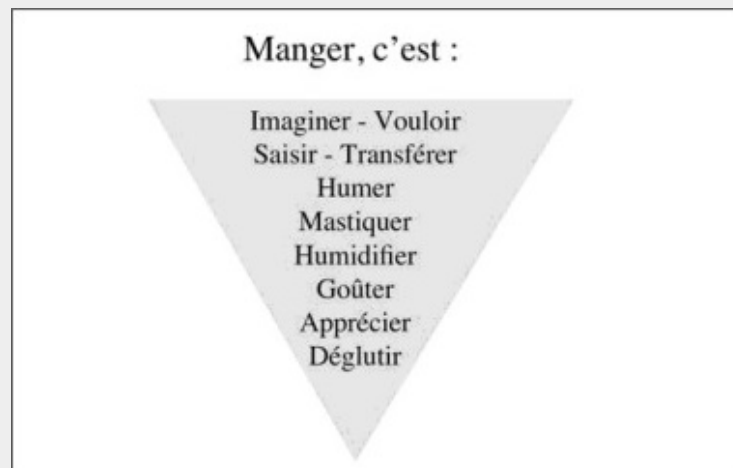 Manger, c'est :
Imaginer - Vouloir
Saisir - Transférer
Humer
Mastiquer
Humidifier
Goûter
Apprécier
Déglutir